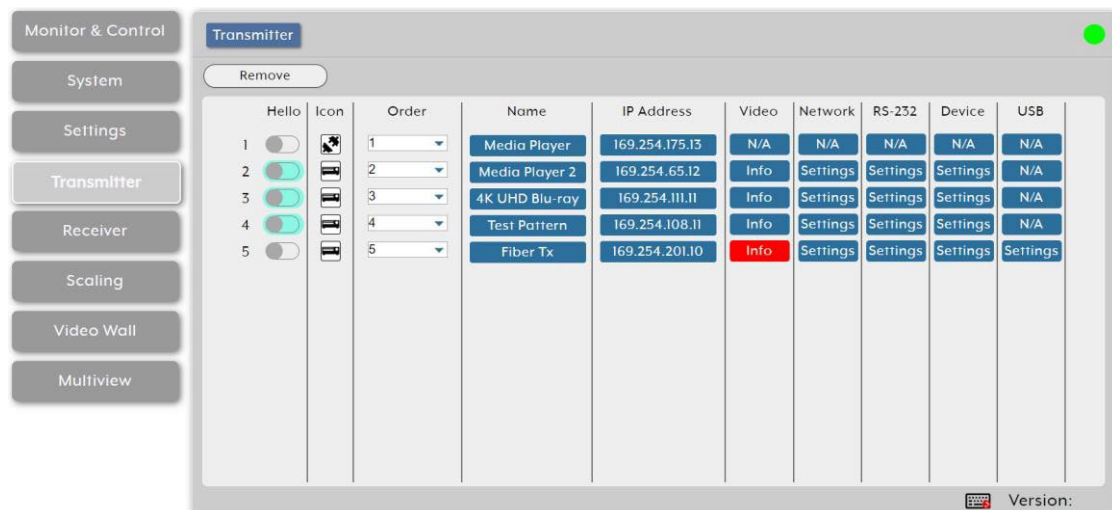 Monitor & Control
System
Settings
Transmitter
Receiver
Scaling
Video Wall
Multiview
Transmitter
Remove
Hello Icon Order Name IP Address Video Network RS-232 Device USB
1 1 Media Player 169.254.175.13 N/A N/A N/A N/A N/A
2 2 Media Player 2 169.254.65.12 Info Settings Settings Settings N/A
3 3 4K UHD Blu-ray 169.254.111.11 Info Settings Settings Settings N/A
4 4 Test Pattern 169.254.108.11 Info Settings Settings Settings N/A
5 5 Fiber Tx 169.254.201.10 Info Settings Settings Settings Settings
Version: